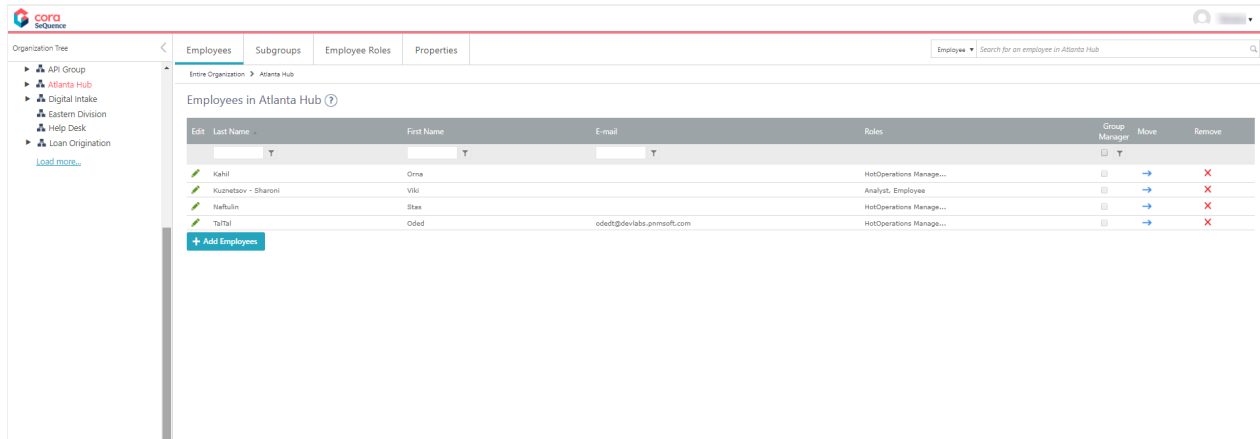 cora
SeQuence
Organization Tree
Employees Subgroups Employee Roles Properties
Employee Search for an employee in Atlanta Hub
API Group
Atlanta Hub
Digital Intake
Eastern Division
Help Desk
Loan Origination
Load more...
Entire Organization > Atlanta Hub
Employees in Atlanta Hub ?
Edit Last Name First Name E-mail Roles Group Manager Move Remove
Kahil Orna HotOperations Manage...
Kuznetsov - Sharoni Viki Analyst, Employee
Naftulin Stas HotOperations Manage...
TalTal Oded odedt@devlabs.pnmsoft.com HotOperations Manage...
+ Add Employees